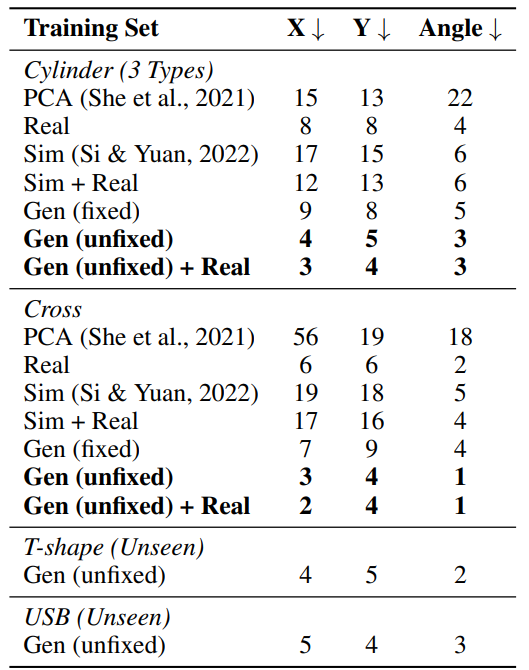 Training Set X ↓ Y ↓ Angle ↓
Cylinder (3 Types)
PCA (She et al., 2021) 15 13 22
Real 8 8 4
Sim (Si & Yuan, 2022) 17 15 6
Sim + Real 12 13 6
Gen (fixed) 9 8 5
Gen (unfixed) 4 5 3
Gen (unfixed) + Real 3 4 3
Cross
PCA (She et al., 2021) 56 19 18
Real 6 6 2
Sim (Si & Yuan, 2022) 19 18 5
Sim + Real 17 16 4
Gen (fixed) 7 9 4
Gen (unfixed) 3 4 1
Gen (unfixed) + Real 2 4 1
T-shape (Unseen)
Gen (unfixed) 4 5 2
USB (Unseen)
Gen (unfixed) 5 4 3